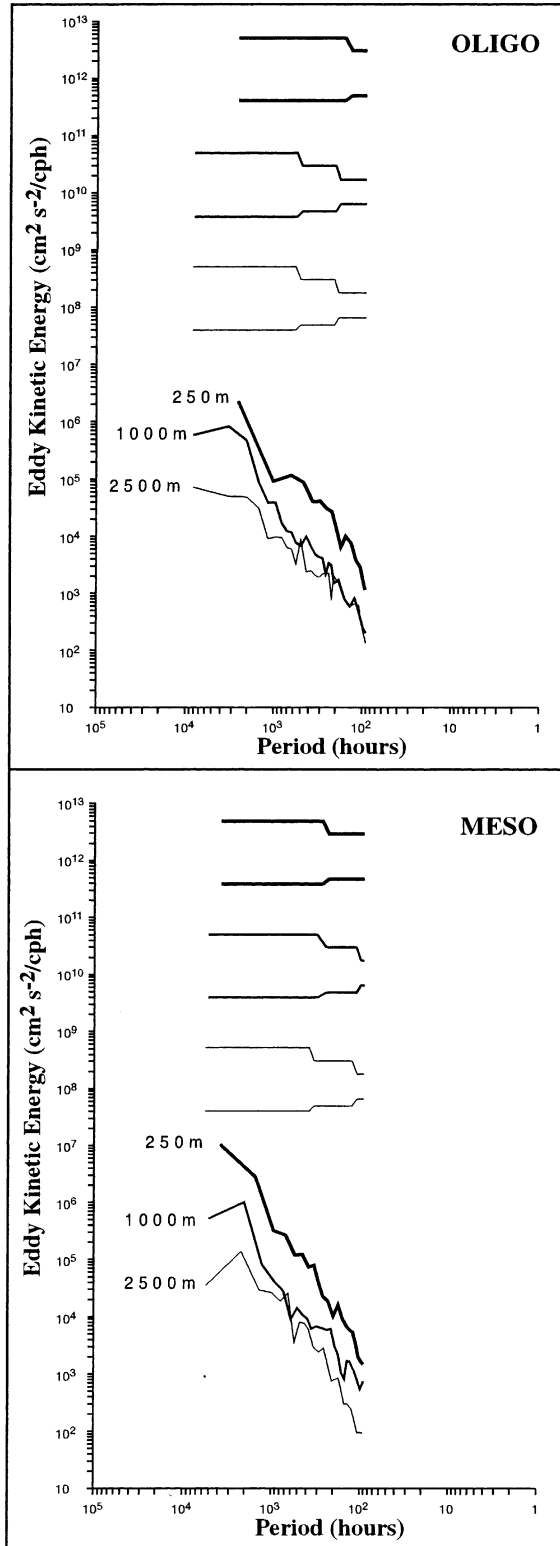 OLIGO
Eddy Kinetic Energy (cm² s⁻²/cph)
10¹³
10¹²
10¹¹
10¹⁰
10⁹
10⁸
10⁷
10⁶
10⁵
10⁴
10³
10²
10
250m
1000m
2500m
10⁵ 10⁴ 10³ 10² 10 1
Period (hours)
MESO
Eddy Kinetic Energy (cm² s⁻²/cph)
10¹³
10¹²
10¹¹
10¹⁰
10⁹
10⁸
10⁷
10⁶
10⁵
10⁴
10³
10²
10
250m
1000m
2500m
10⁵ 10⁴ 10³ 10² 10 1
Period (hours)